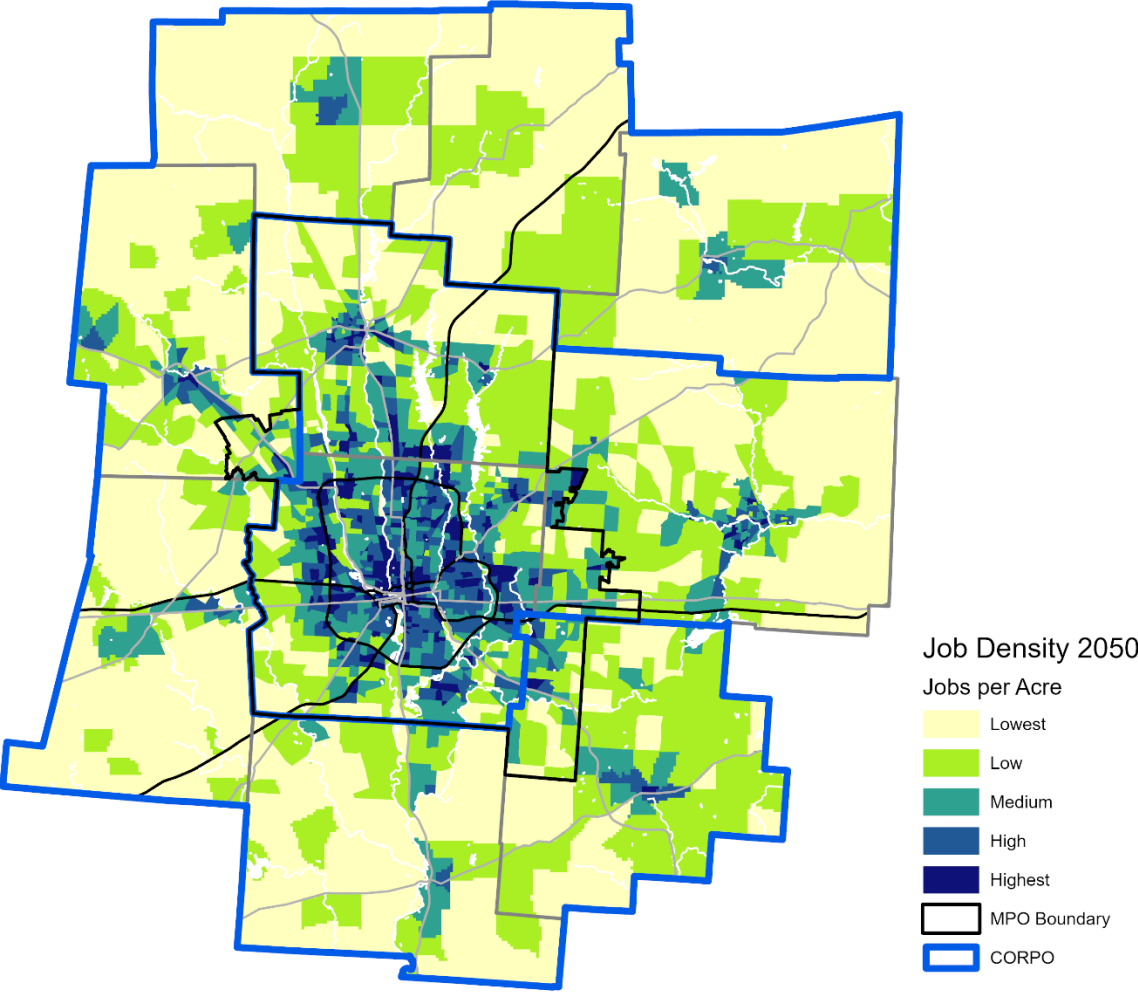 Job Density 2050
Jobs per Acre
Lowest
Low
Medium
High
Highest
MPO Boundary
CORPO